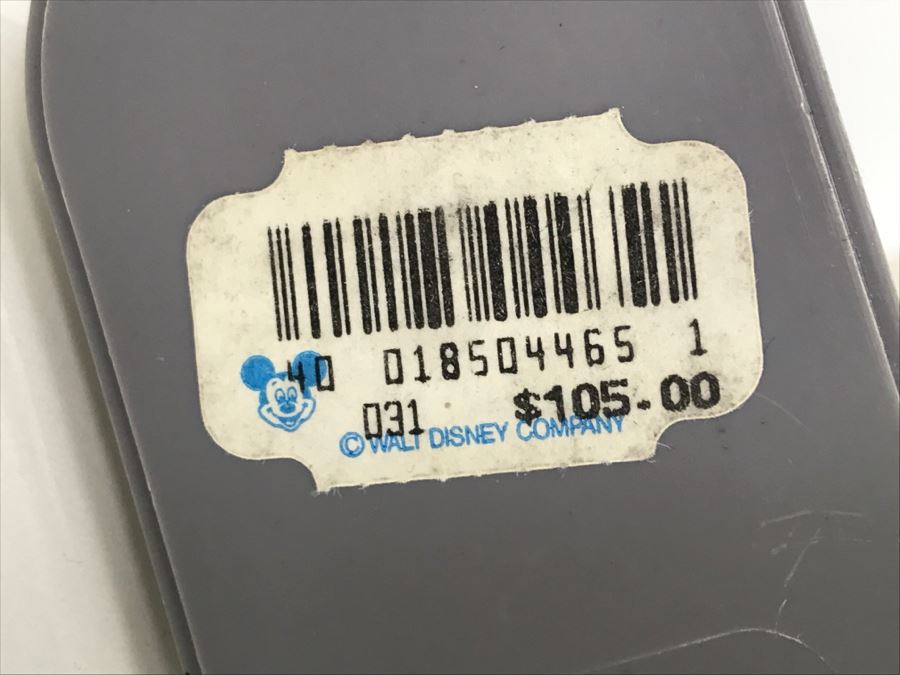 40 018504465 1
031 $105.00
© WALT DISNEY COMPANY